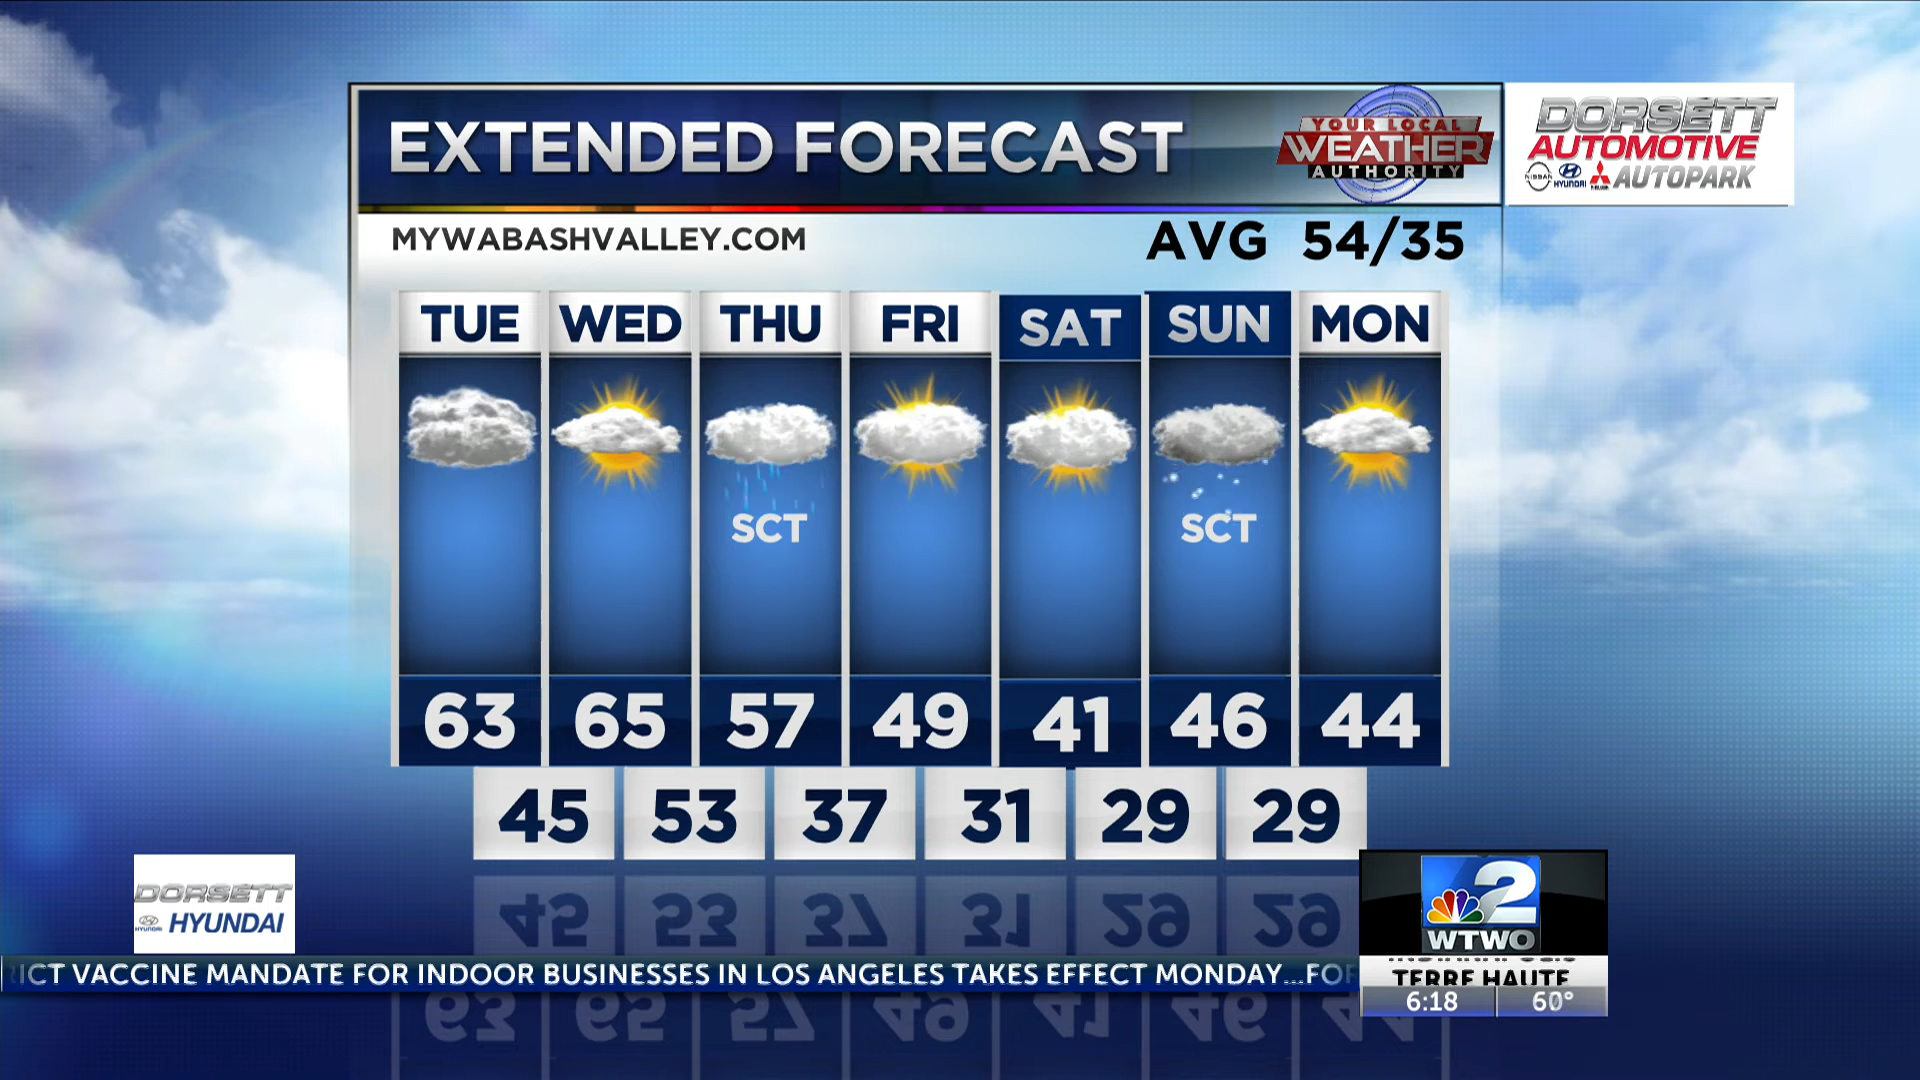 EXTENDED FORECAST
YOUR LOCAL
WEATHER
AUTHORITY
DORSETT
AUTOMOTIVE
NISSAN HYUNDAI AUTOPARK
MYWABASHVALLEY.COM
AVG 54/35
TUE WED THU FRI SAT SUN MON
SCT SCT
63 65 57 49 41 46 44
45 53 37 31 29 29
DORSETT
HYUNDAI HYUNDAI
2
WTWO
ICT VACCINE MANDATE FOR INDOOR BUSINESSES IN LOS ANGELES TAKES EFFECT MONDAY...FOR
TERRE HAUTE
6:18 60°